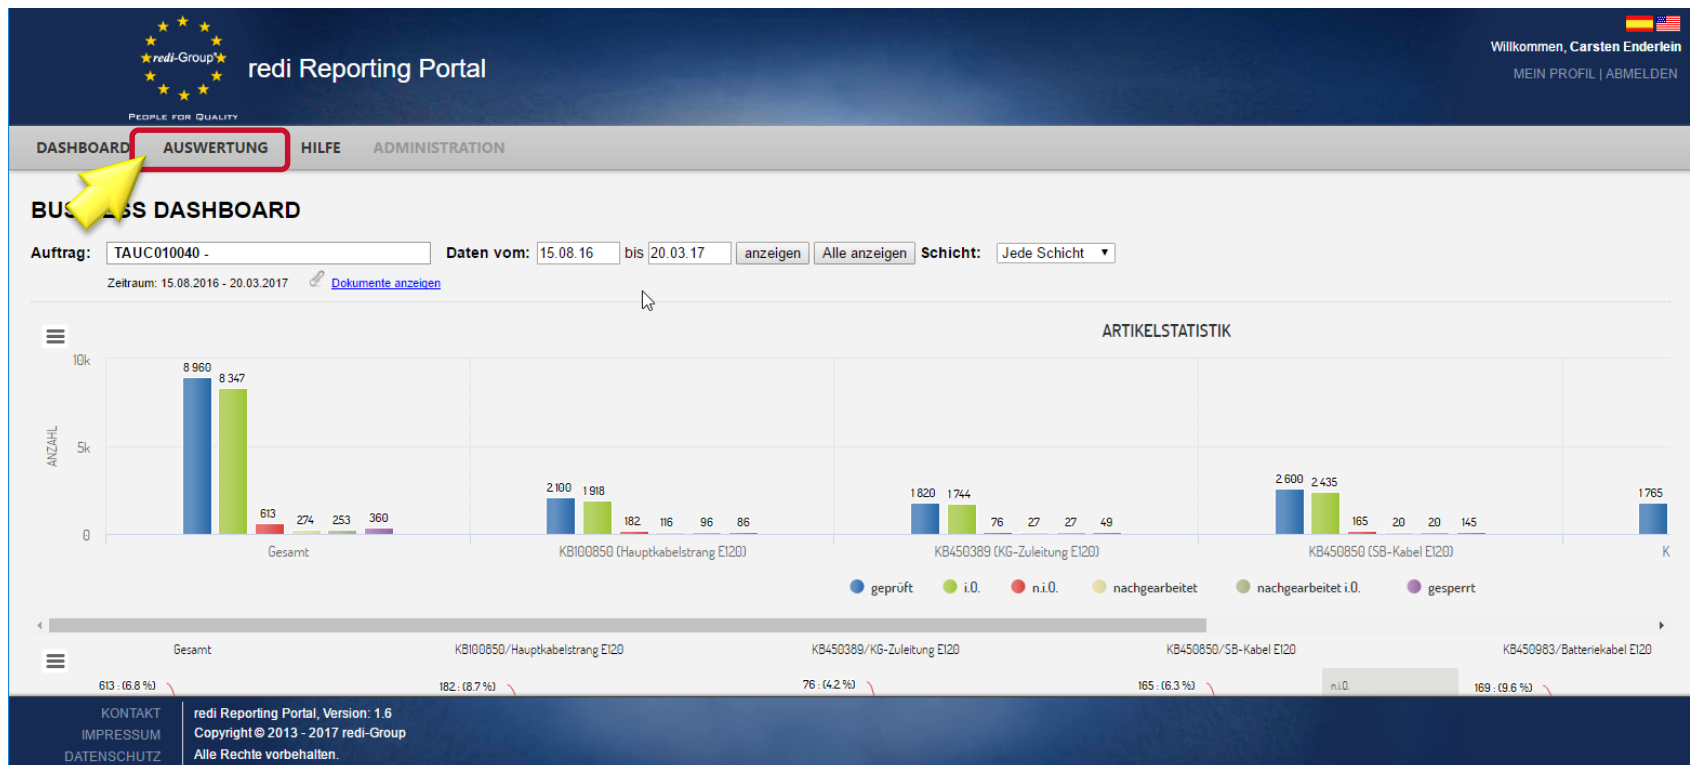 redi-Group
PEOPLE FOR QUALITY
redi Reporting Portal
Willkommen, Carsten Enderlein
MEIN PROFIL | ABMELDEN
DASHBOARD AUSWERTUNG HILFE ADMINISTRATION
BUSINESS DASHBOARD
Auftrag: TAUC010040 - Daten vom: 15.08.16 bis 20.03.17 anzeigen Alle anzeigen Schicht: Jede Schicht
Zeitraum: 15.08.2016 - 20.03.2017 Dokumente anzeigen
ARTIKELSTATISTIK
ANZAHL
10k
5k
0
8 960 8 347 613 274 253 360
2 100 1 918 182 116 96 86
1 820 1 744 76 27 27 49
2 600 2 435 165 20 20 145
1 765
Gesamt KB100850 (Hauptkabelstrang E120) KB450389 (KG-Zuleitung E120) KB450850 (SB-Kabel E120) K
geprüft i.O. n.i.O. nachgearbeitet nachgearbeitet i.O. gesperrt
Gesamt KB100850/Hauptkabelstrang E120 KB450389/KG-Zuleitung E120 KB450850/SB-Kabel E120 KB450983/Batteriekabel E120
613 : (6.8 %) 182 : (8.7 %) 76 : (4.2 %) 165 : (6.3 %) n.i.O. 169 : (9.6 %)
KONTAKT
IMPRESSUM
DATENSCHUTZ
redi Reporting Portal, Version: 1.6
Copyright © 2013 - 2017 redi-Group
Alle Rechte vorbehalten.